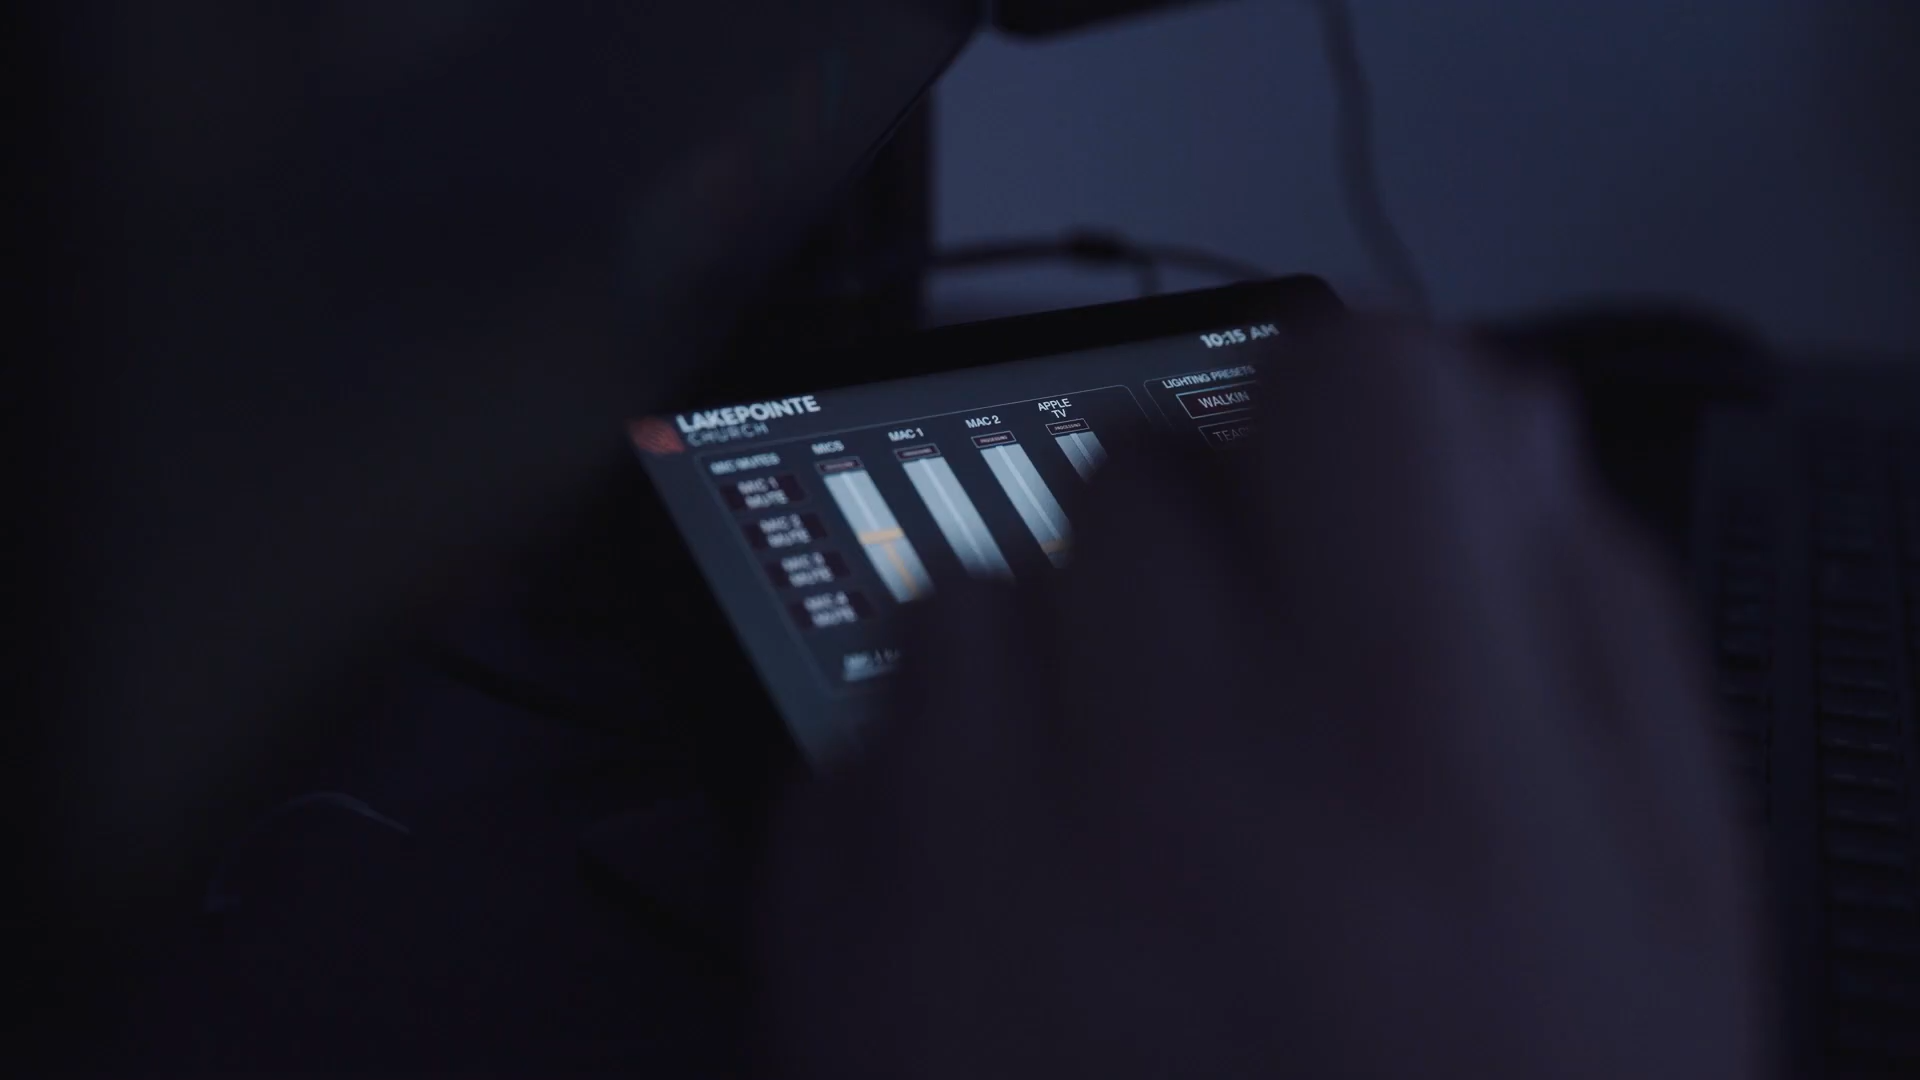 LAKEPOINTE
CHURCH
10:15 AM
MIC MUTES
MIC 1
MUTE
MIC 2
MUTE
MIC 3
MUTE
MIC 4
MUTE
MICS
MAC 1
MAC 2
APPLE
TV
LIGHTING PRESETS
WALKIN